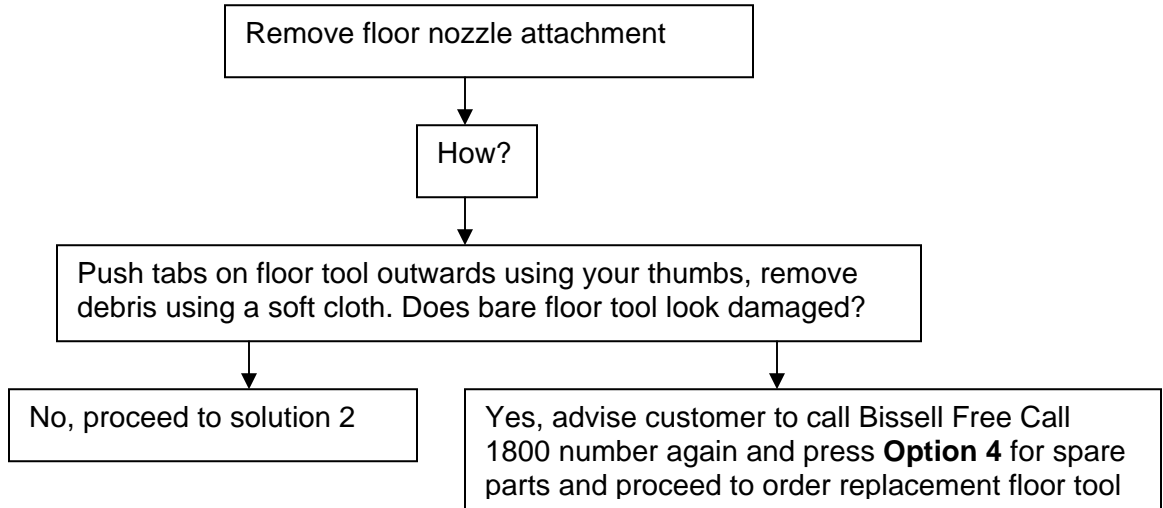 Remove floor nozzle attachment
How?
Push tabs on floor tool outwards using your thumbs, remove
debris using a soft cloth. Does bare floor tool look damaged?
No, proceed to solution 2
Yes, advise customer to call Bissell Free Call
1800 number again and press Option 4 for spare
parts and proceed to order replacement floor tool